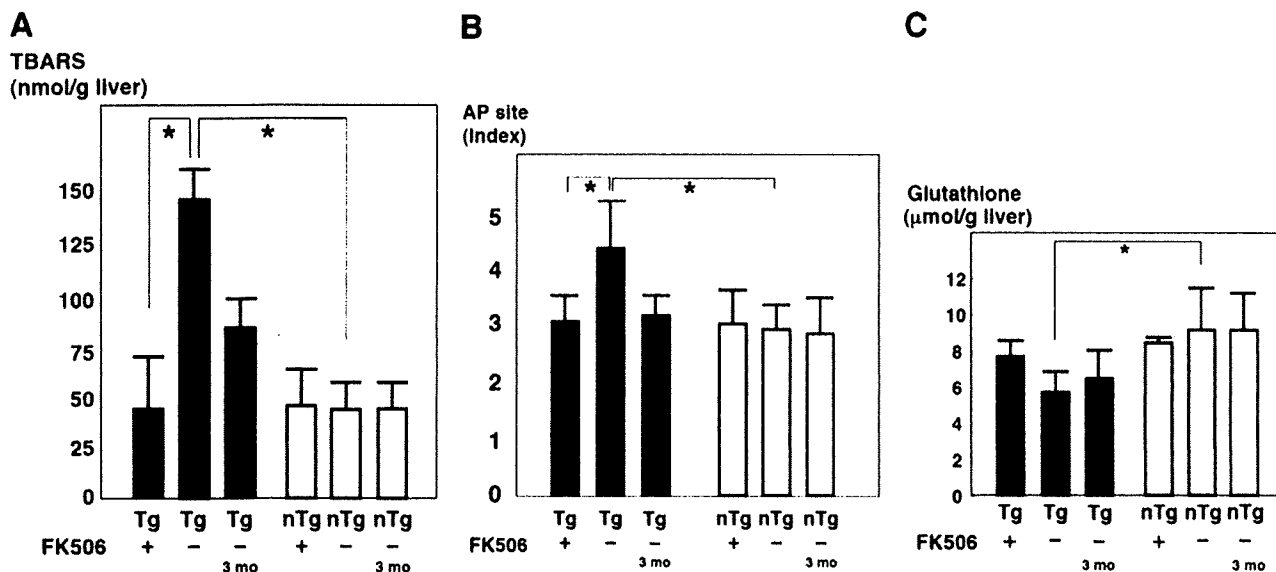 A
TBARS
(nmol/g liver)
*
*
150
125
100
75
50
25
0
Tg Tg Tg nTg nTg nTg
FK506 + − − + − −
3 mo 3 mo
B
AP site
(Index)
*
*
5
4
3
2
1
0
Tg Tg Tg nTg nTg nTg
FK506 + − − + − −
3 mo 3 mo
C
Glutathione
(μmol/g liver)
*
12
10
8
6
4
2
0
Tg Tg Tg nTg nTg nTg
FK506 + − − + − −
3 mo 3 mo